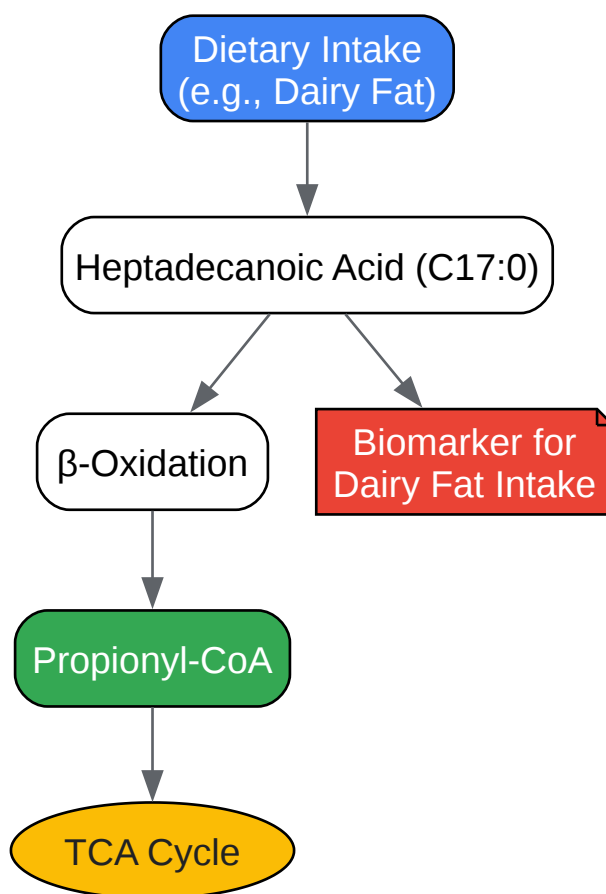 Dietary Intake
(e.g., Dairy Fat)
Heptadecanoic Acid (C17:0)
β-Oxidation
Biomarker for
Dairy Fat Intake
Propionyl-CoA
TCA Cycle